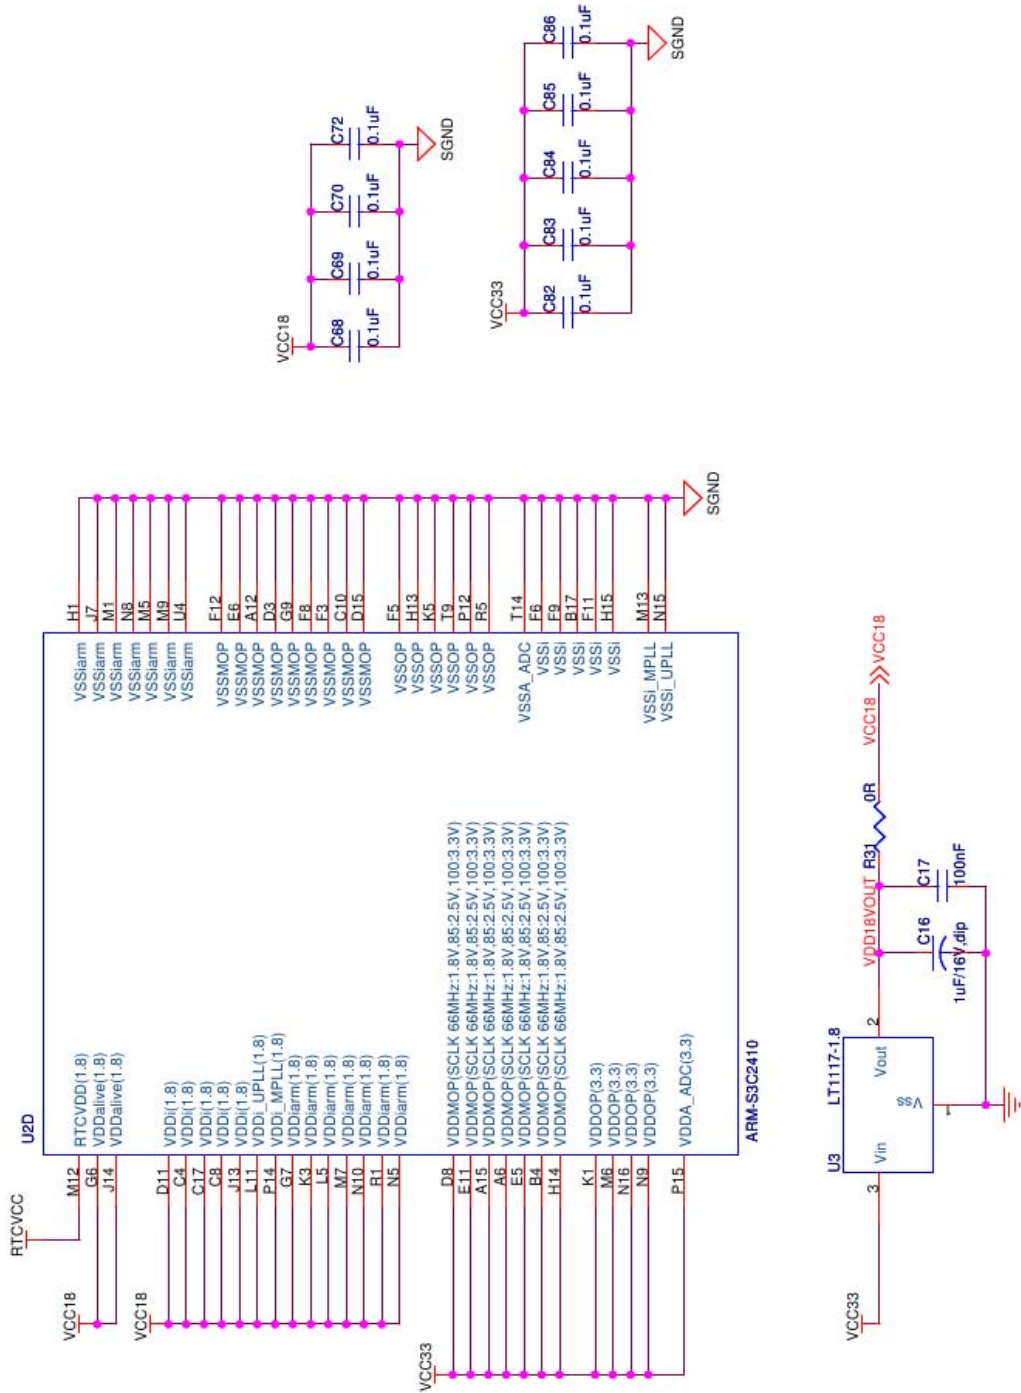 U2D
RTCVCC
M12 RTCVDD(1.8)
G6 VDDalive(1.8)
J14 VDDalive(1.8)
VCC18
D11 VDDi(1.8)
C4 VDDi(1.8)
C17 VDDi(1.8)
C8 VDDi(1.8)
J13 VDDi(1.8)
L11 VDDi_UPLL(1.8)
P14 VDDi_MPLL(1.8)
G7 VDDiarm(1.8)
K3 VDDiarm(1.8)
L5 VDDiarm(1.8)
M7 VDDiarm(1.8)
N10 VDDiarm(1.8)
R1 VDDiarm(1.8)
N5 VDDiarm(1.8)
VCC18
D8 VDDMOP(SCLK 66MHz:1.8V,85:2.5V,100:3.3V)
E11 VDDMOP(SCLK 66MHz:1.8V,85:2.5V,100:3.3V)
A15 VDDMOP(SCLK 66MHz:1.8V,85:2.5V,100:3.3V)
A6 VDDMOP(SCLK 66MHz:1.8V,85:2.5V,100:3.3V)
E5 VDDMOP(SCLK 66MHz:1.8V,85:2.5V,100:3.3V)
B4 VDDMOP(SCLK 66MHz:1.8V,85:2.5V,100:3.3V)
H14 VDDMOP(SCLK 66MHz:1.8V,85:2.5V,100:3.3V)
VCC33
K1 VDDOP(3.3)
M6 VDDOP(3.3)
N16 VDDOP(3.3)
N9 VDDOP(3.3)
P15 VDDA_ADC(3.3)
ARM-S3C2410
VSSiarm H1
VSSiarm J7
VSSiarm M1
VSSiarm N8
VSSiarm M5
VSSiarm M9
VSSiarm U4
VSSMOP F12
VSSMOP E6
VSSMOP A12
VSSMOP D3
VSSMOP G9
VSSMOP F8
VSSMOP F3
VSSMOP C10
VSSMOP D15
VSSOP F5
VSSOP H13
VSSOP K5
VSSOP T9
VSSOP P12
VSSOP R5
VSSA_ADC T14
VSSi F6
VSSi F9
VSSi B17
VSSi F11
VSSi H15
VSSi_MPLL M13
VSSi_UPLL N15
SGND
VCC18
C68 C69 C70 C72
0.1uF 0.1uF 0.1uF 0.1uF
SGND
VCC33
C82 C83 C84 C85 C86
0.1uF 0.1uF 0.1uF 0.1uF 0.1uF
SGND
U3 LT1117-1.8
VCC33
3 Vin Vout 2
Vss
1
VDD18VOUT
R31 0R
VCC18
VCC18
C16
1uF/16V,dip
C17
100nF